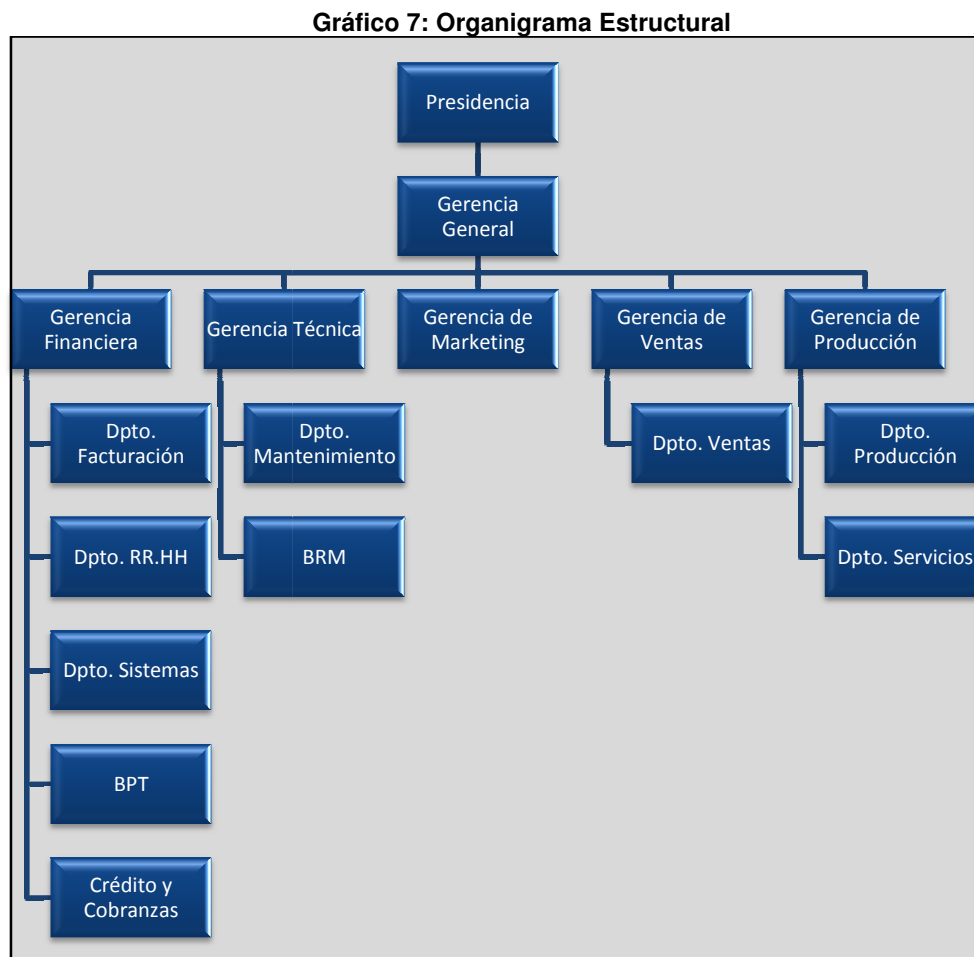 Gráfico 7: Organigrama Estructural
Presidencia
Gerencia
General
Gerencia
Financiera
Gerencia Técnica
Gerencia de
Marketing
Gerencia de
Ventas
Gerencia de
Producción
Dpto.
Facturación
Dpto.
Mantenimiento
Dpto. Ventas
Dpto.
Producción
Dpto. RR.HH
BRM
Dpto. Servicios
Dpto. Sistemas
BPT
Crédito y
Cobranzas